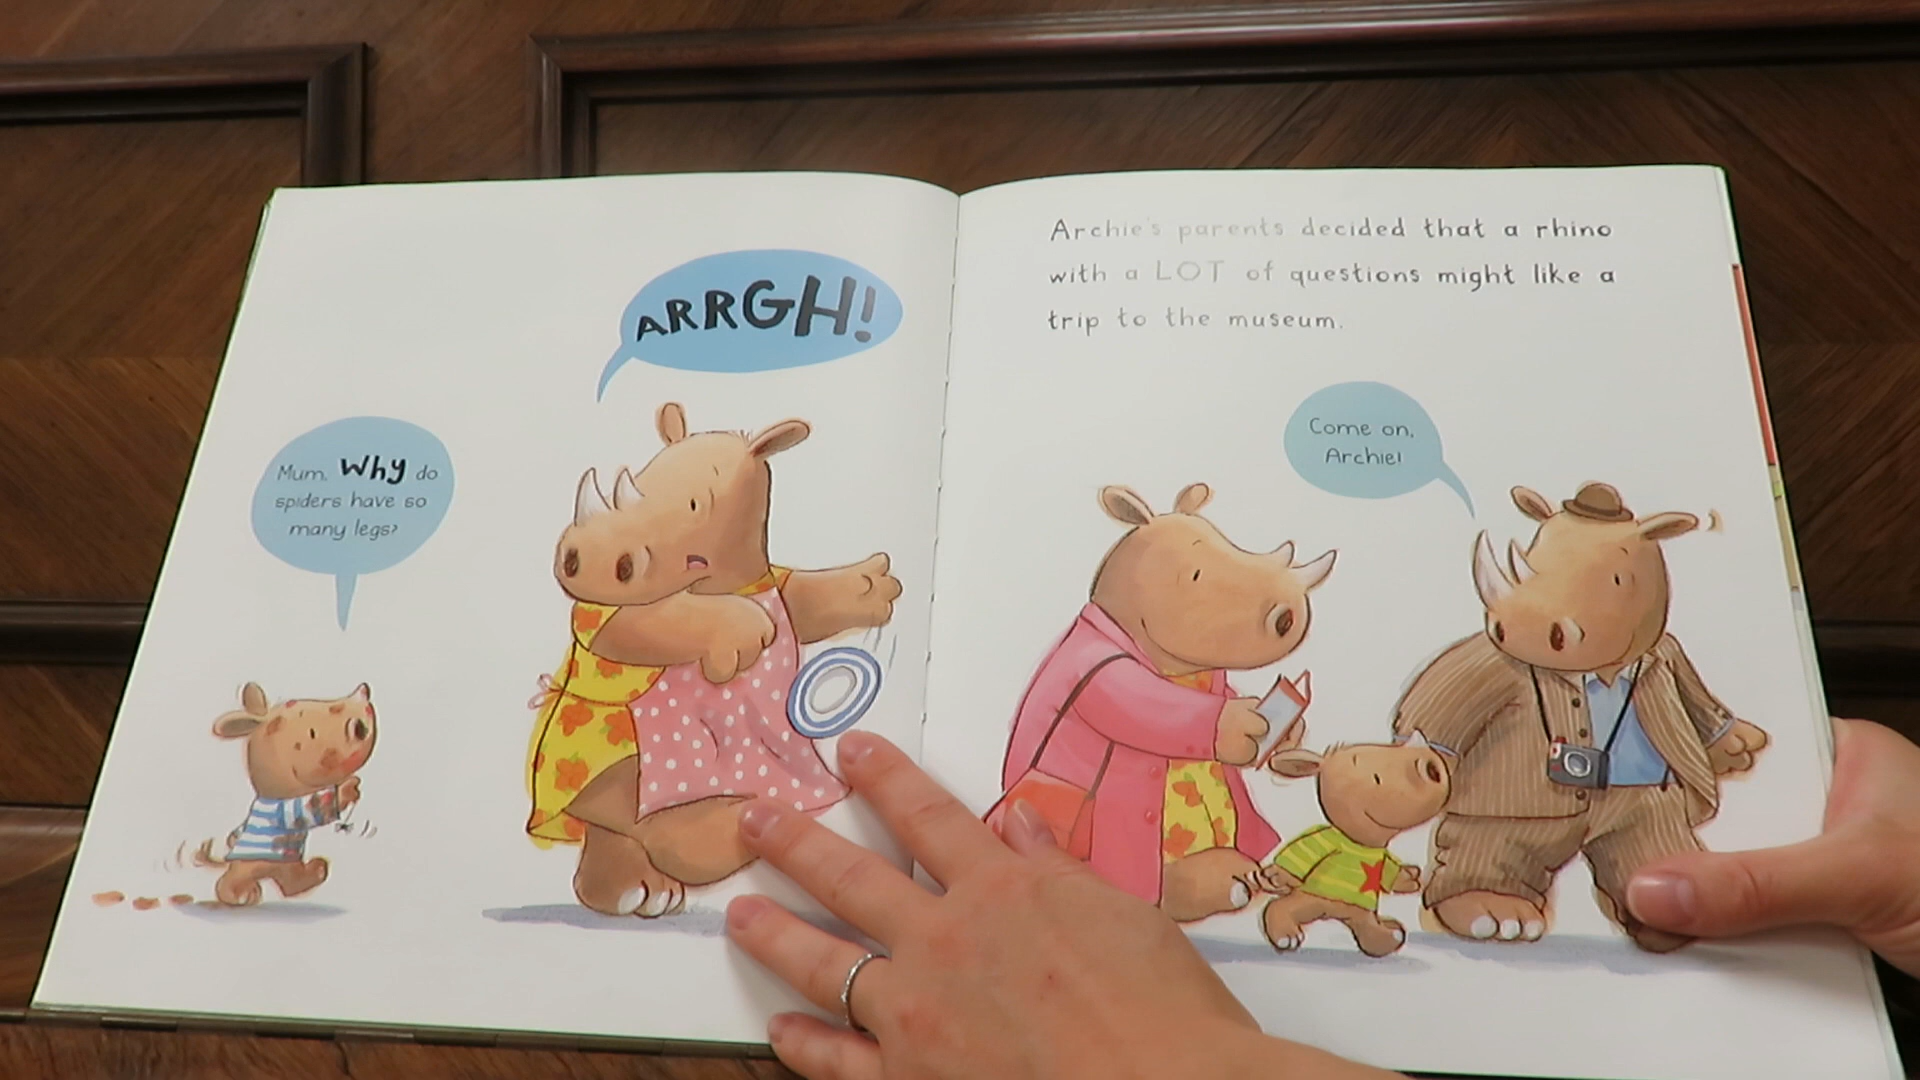 ARRGH!
Mum, Why do
spiders have so
many legs?
Archie's parents decided that a rhino
with a LOT of questions might like a
trip to the museum.
Come on,
Archie!